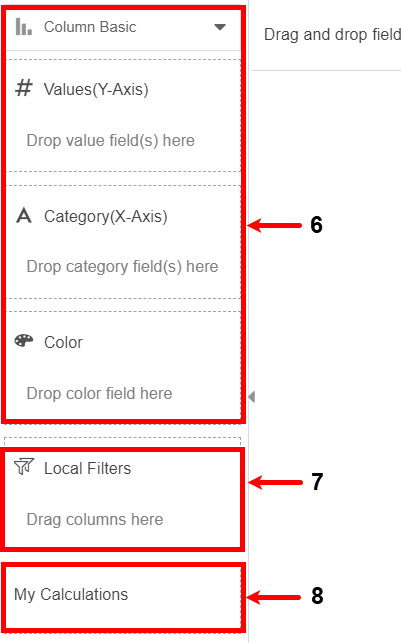 Column Basic
Drag and drop field
# Values(Y-Axis)
Drop value field(s) here
Category(X-Axis)
6
Drop category field(s) here
Color
Drop color field here
Local Filters
7
Drag columns here
My Calculations
8